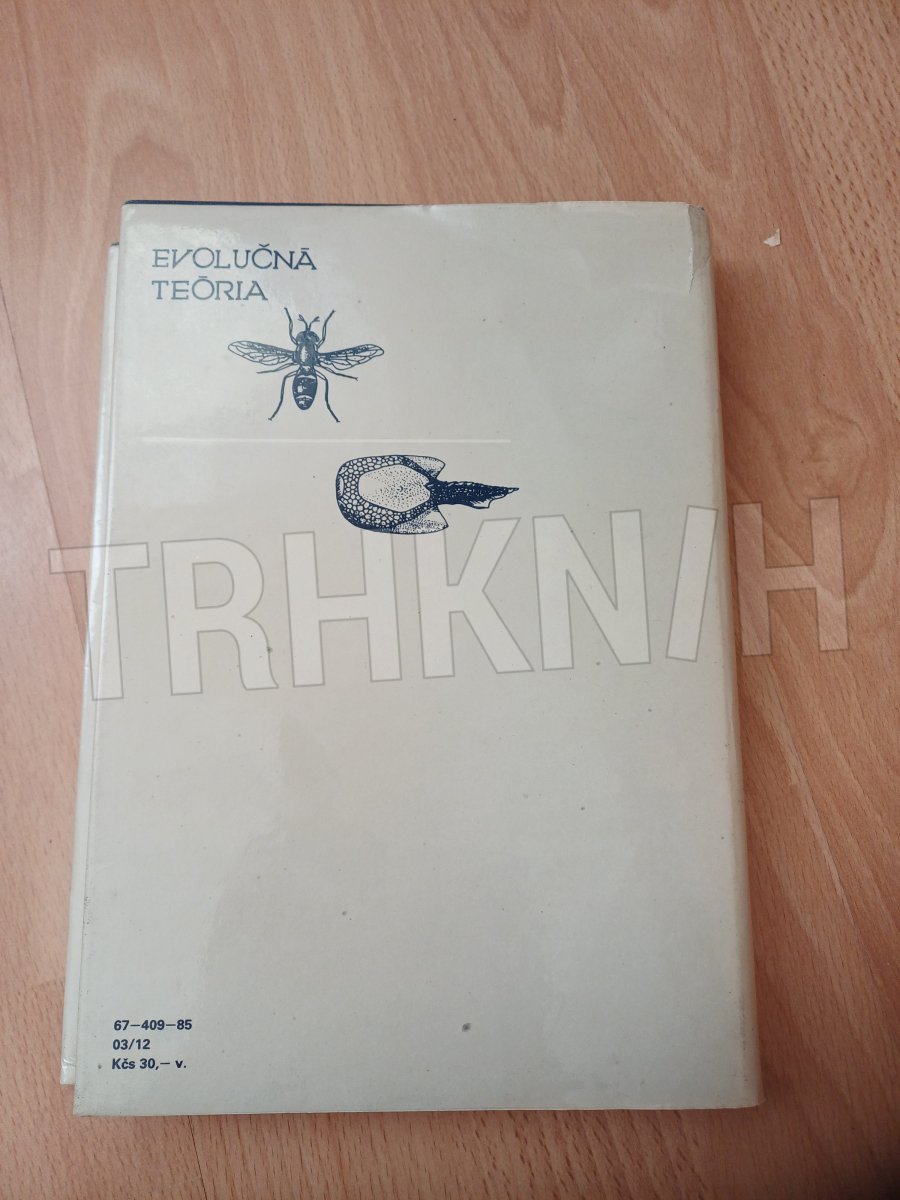 EVOLUČNÁ
TEÓRIA
TRHKNIH
67—409—85
03/12
Kčs 30,— v.